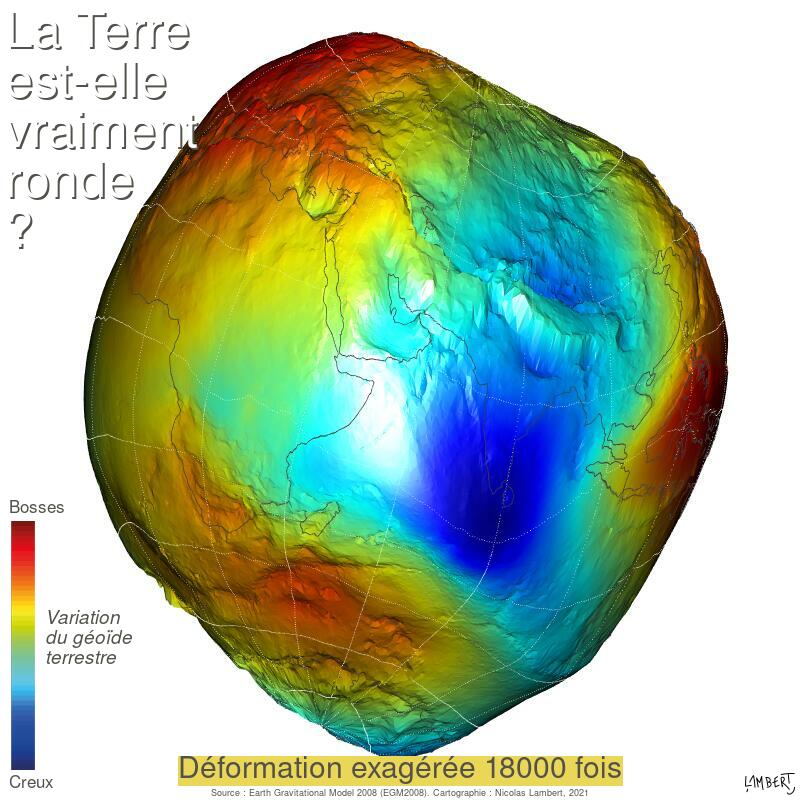 La Terre
est-elle
vraiment
ronde
?
Bosses
Variation
du géoïde
terrestre
Creux
Déformation exagérée 18000 fois
Source : Earth Gravitational Model 2008 (EGM2008). Cartographie : Nicolas Lambert, 2021
LAMBERT